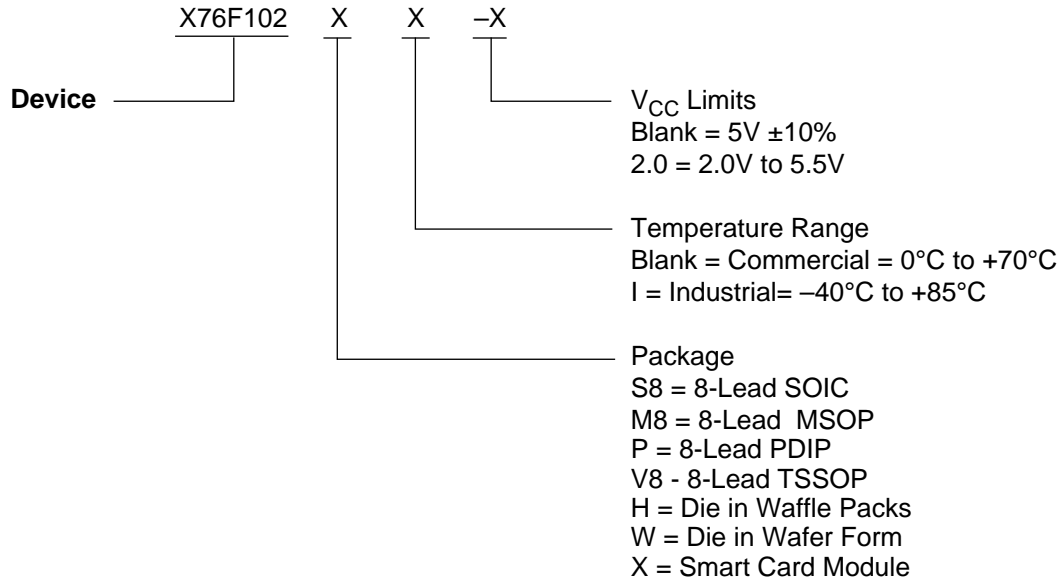 X76F102 X X –X
Device
VCC Limits
Blank = 5V ±10%
2.0 = 2.0V to 5.5V
Temperature Range
Blank = Commercial = 0°C to +70°C
I = Industrial= –40°C to +85°C
Package
S8 = 8-Lead SOIC
M8 = 8-Lead MSOP
P = 8-Lead PDIP
V8 - 8-Lead TSSOP
H = Die in Waffle Packs
W = Die in Wafer Form
X = Smart Card Module